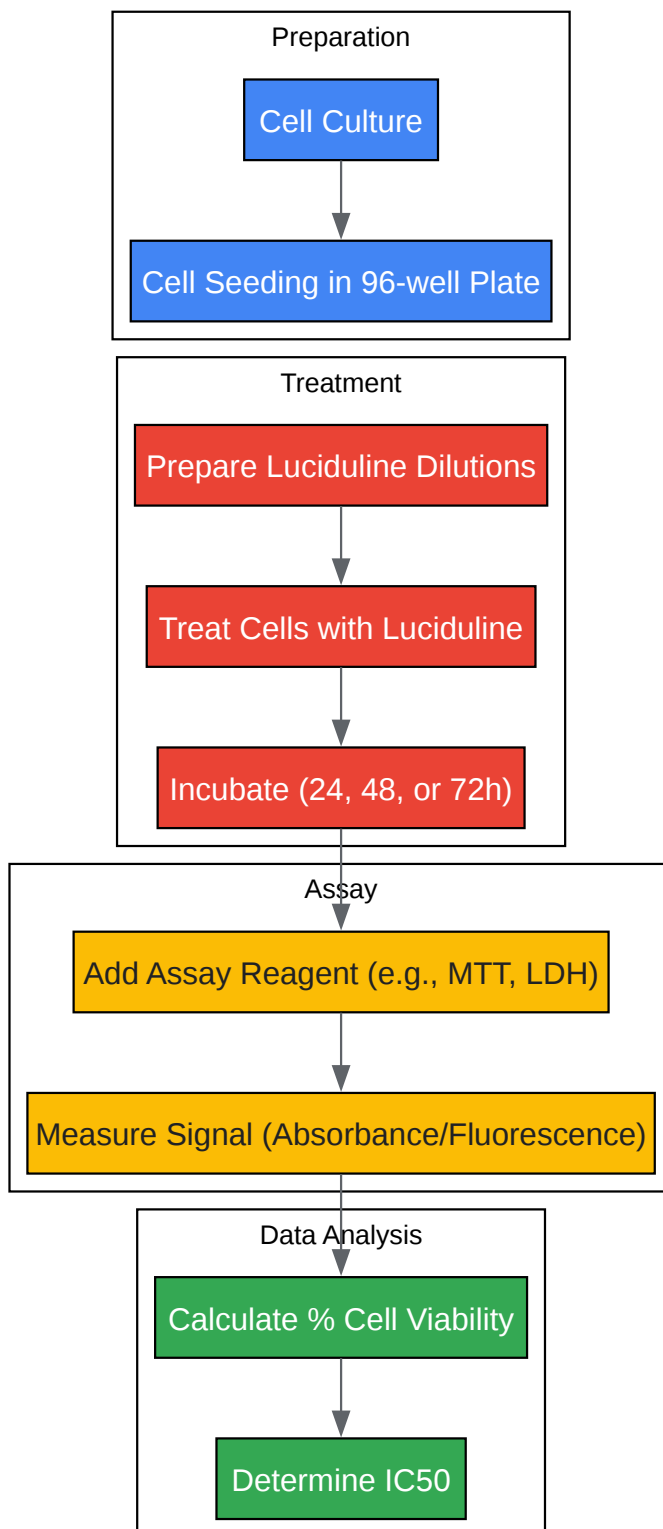 Preparation
Cell Culture
Cell Seeding in 96-well Plate
Treatment
Prepare Luciduline Dilutions
Treat Cells with Luciduline
Incubate (24, 48, or 72h)
Assay
Add Assay Reagent (e.g., MTT, LDH)
Measure Signal (Absorbance/Fluorescence)
Data Analysis
Calculate % Cell Viability
Determine IC50